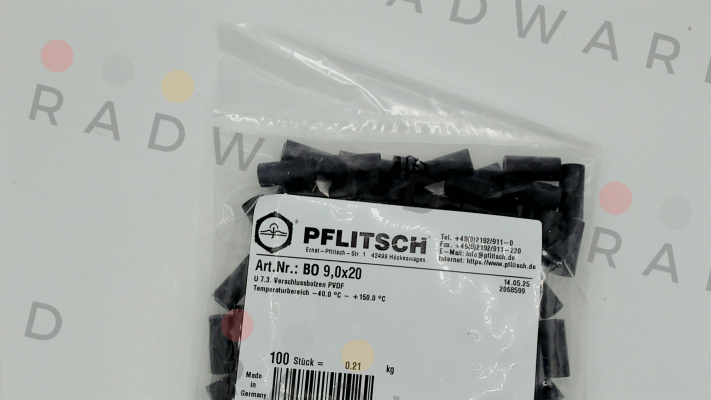 RADWARD
RADWARD
D
PFLITSCH®
Ernst-Pflitsch-Str. 1 42499 Hückeswagen
Tel. +49(0)2192/911-0
Fax. +49(0)2192/911-220
E-Mail: info@pflitsch.de
Internet: https://www.pflitsch.de
Art.Nr.: BO 9,0x20
14.05.25
2068599
U 7.3. Verschlussbolzen PVDF
Temperaturbereich -40.0 °C - +150.0 °C
100 Stück = 0.21 kg
Made
in
Germany